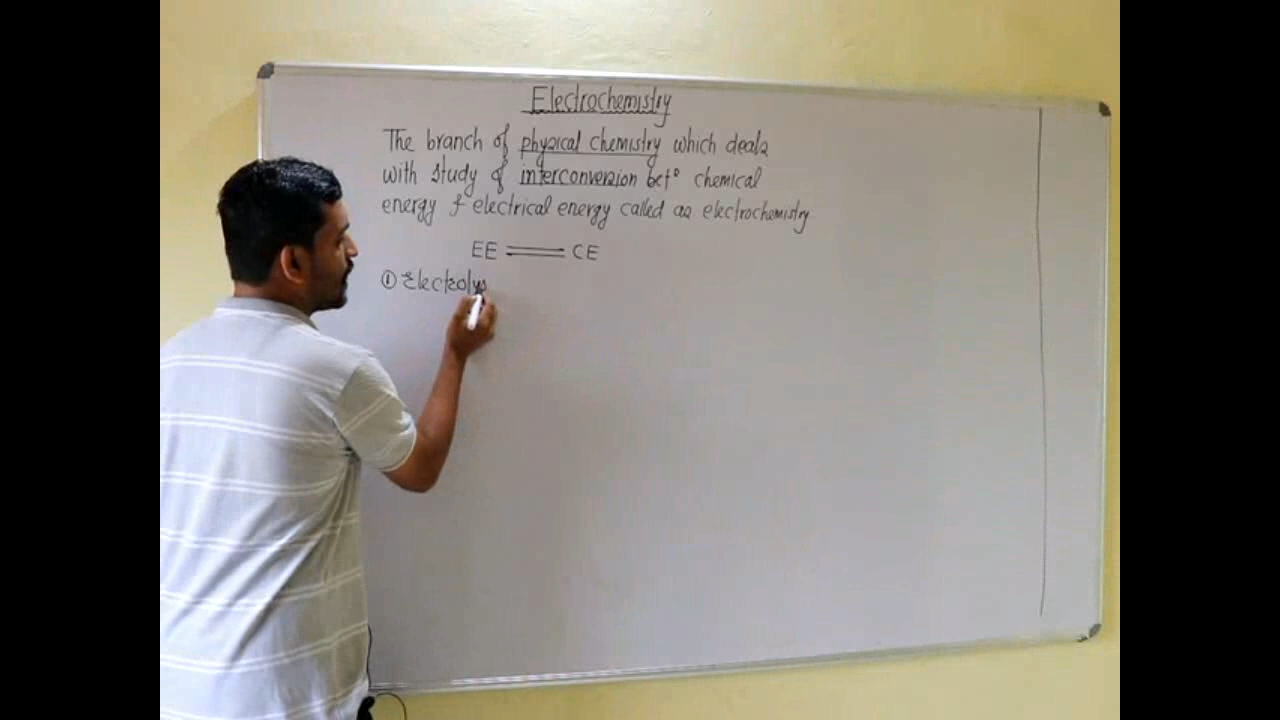 Electrochemistry
The branch of physical chemistry which deals
with study of interconversion betⁿ chemical
energy & electrical energy called as electrochemistry
EE ⇌ CE
① Electrolys